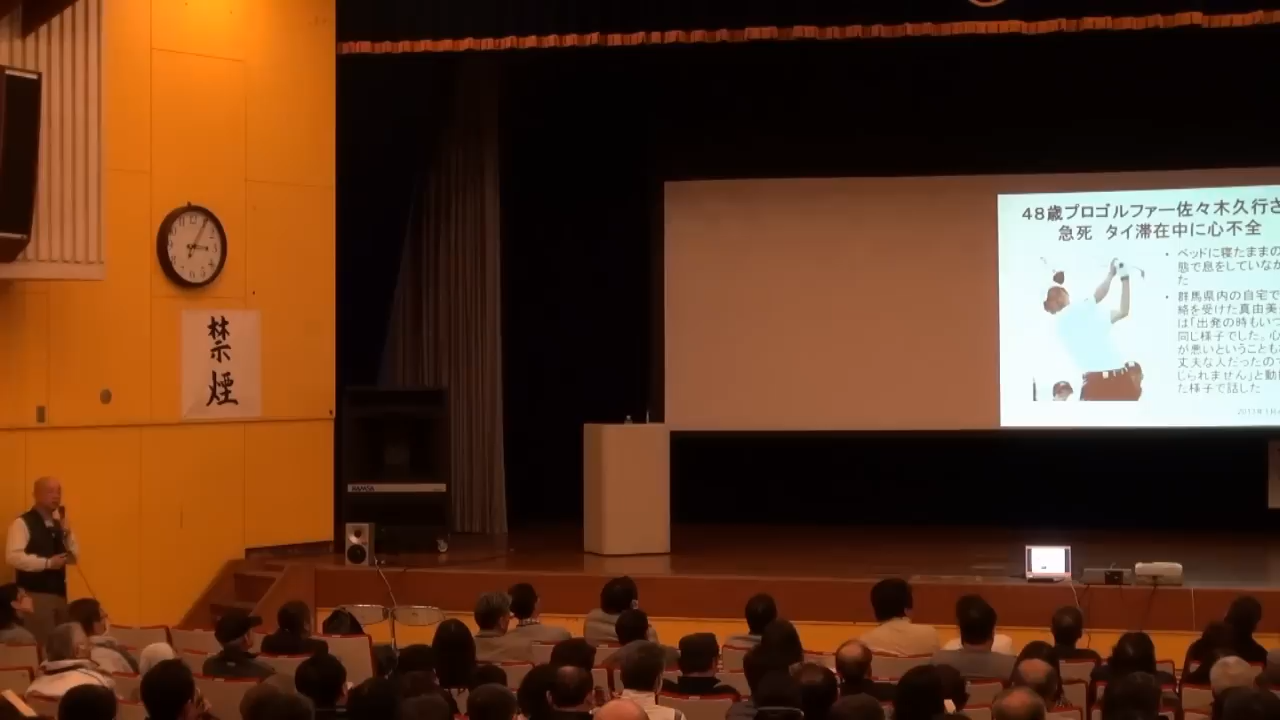 禁煙
RAMSA
48歳プロゴルファー佐々木久行さ
急死 タイ滞在中に心不全
• ベッドに寝たままの
態で息をしていなか
た
• 群馬県内の自宅で
絡を受けた真由美
は「出発の時もいつ
同じ様子でした。心
が悪いということも
丈夫な人だったので
じられません」と動
た様子で話した